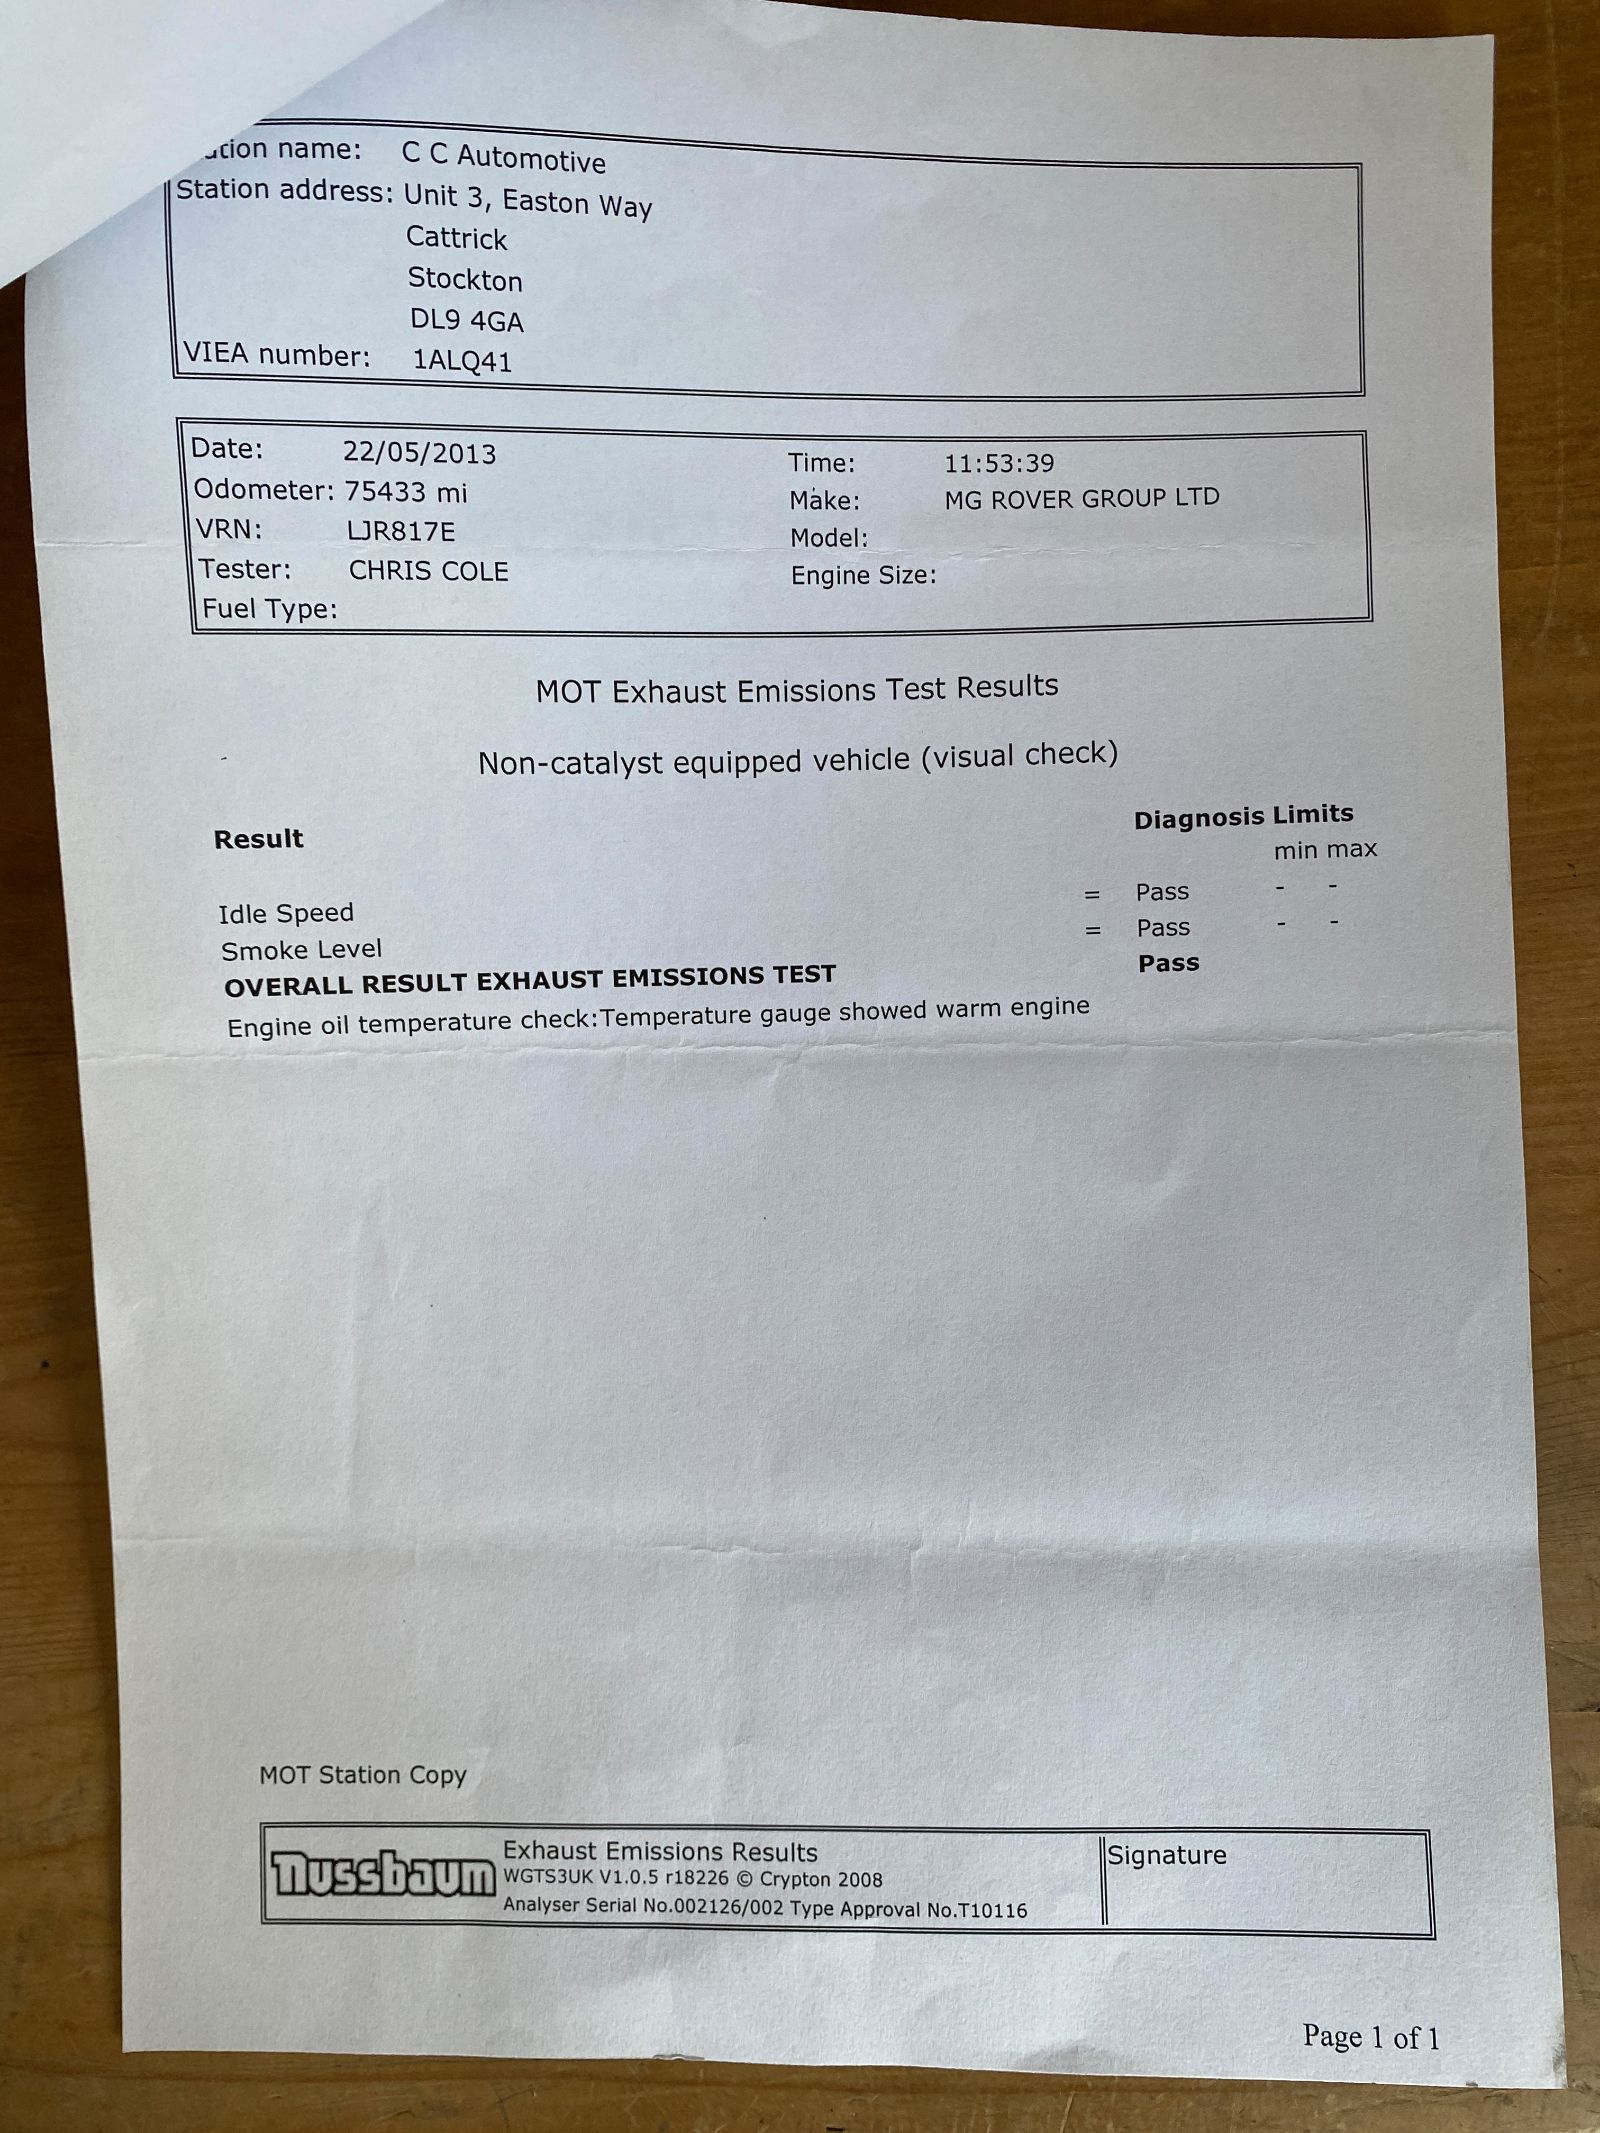 ation name: C C Automotive
Station address: Unit 3, Easton Way
Cattrick
Stockton
DL9 4GA
VIEA number: 1ALQ41
Date: 22/05/2013 Time: 11:53:39
Odometer: 75433 mi Make: MG ROVER GROUP LTD
VRN: LJR817E Model:
Tester: CHRIS COLE Engine Size:
Fuel Type:
MOT Exhaust Emissions Test Results
Non-catalyst equipped vehicle (visual check)
Result Diagnosis Limits
min max
Idle Speed = Pass - -
Smoke Level = Pass - -
OVERALL RESULT EXHAUST EMISSIONS TEST Pass
Engine oil temperature check:Temperature gauge showed warm engine
MOT Station Copy
nussbaum Exhaust Emissions Results Signature
WGTS3UK V1.0.5 r18226 © Crypton 2008
Analyser Serial No.002126/002 Type Approval No.T10116
Page 1 of 1